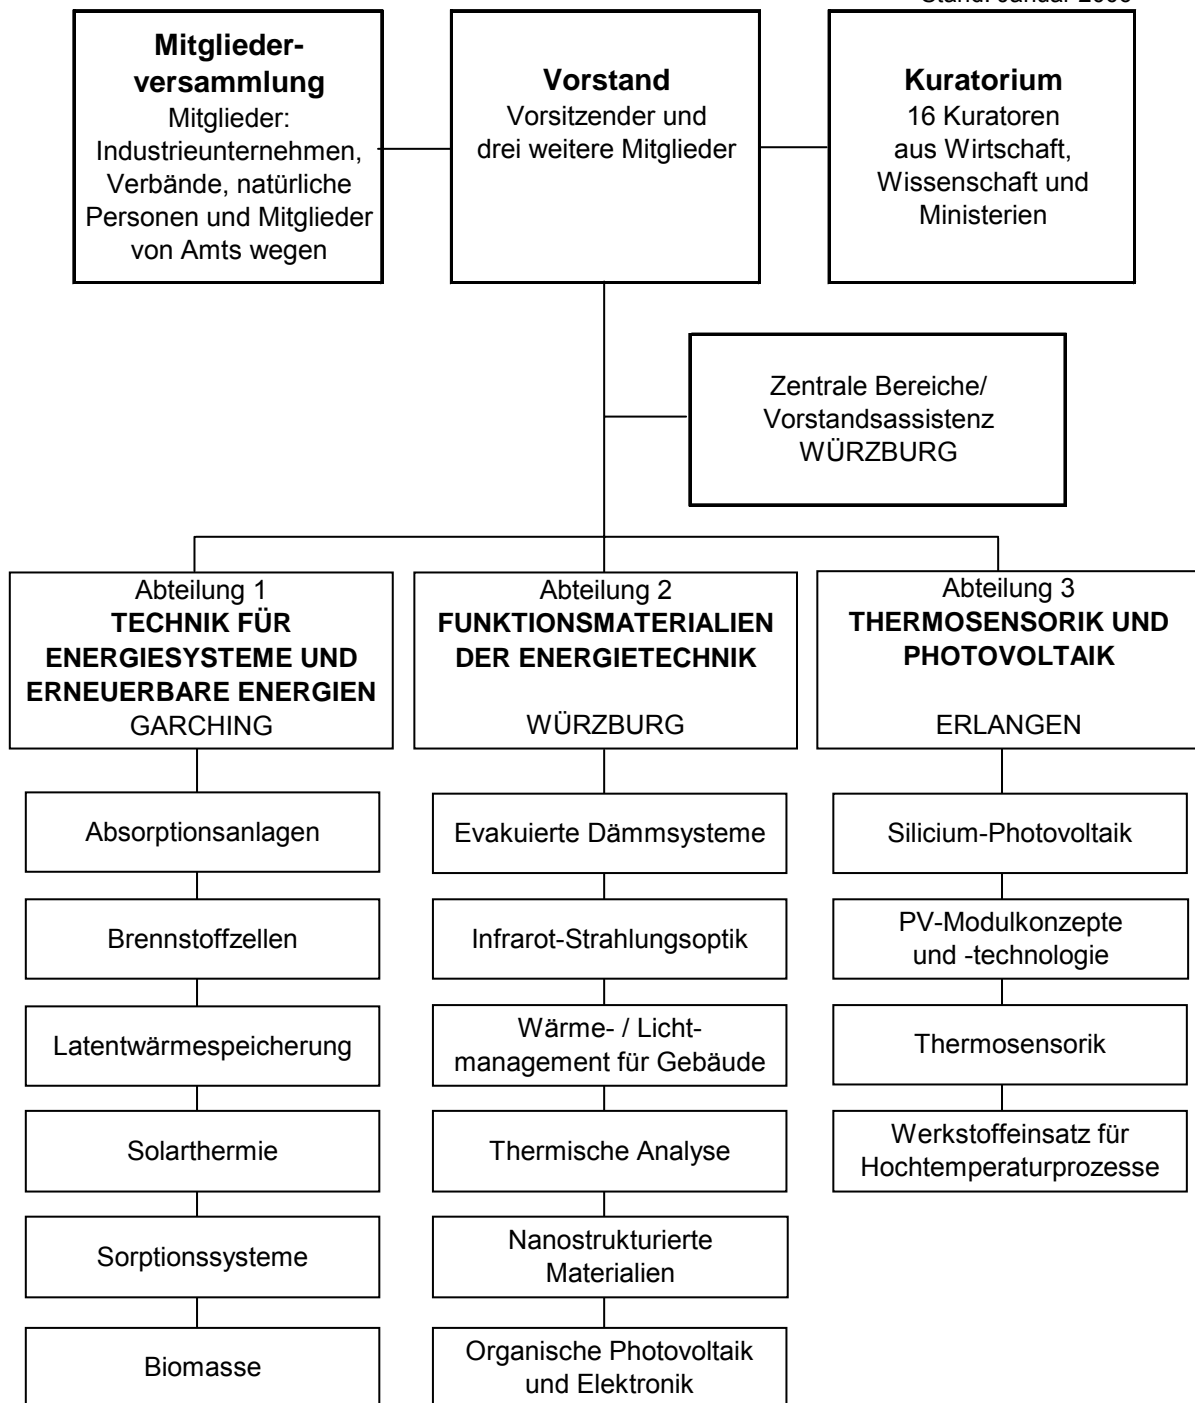 Mitglieder-
versammlung
Mitglieder:
Industrieunternehmen,
Verbände, natürliche
Personen und Mitglieder
von Amts wegen
Vorstand
Vorsitzender und
drei weitere Mitglieder
Kuratorium
16 Kuratoren
aus Wirtschaft,
Wissenschaft und
Ministerien
Zentrale Bereiche/
Vorstandsassistenz
WÜRZBURG
Abteilung 1
TECHNIK FÜR
ENERGIESYSTEME UND
ERNEUERBARE ENERGIEN
GARCHING
Absorptionsanlagen
Brennstoffzellen
Latentwärmespeicherung
Solarthermie
Sorptionssysteme
Biomasse
Abteilung 2
FUNKTIONSMATERIALIEN
DER ENERGIETECHNIK
WÜRZBURG
Evakuierte Dämmsysteme
Infrarot-Strahlungsoptik
Wärme- / Licht-
management für Gebäude
Thermische Analyse
Nanostrukturierte
Materialien
Organische Photovoltaik
und Elektronik
Abteilung 3
THERMOSENSORIK UND
PHOTOVOLTAIK
ERLANGEN
Silicium-Photovoltaik
PV-Modulkonzepte
und -technologie
Thermosensorik
Werkstoffeinsatz für
Hochtemperaturprozesse